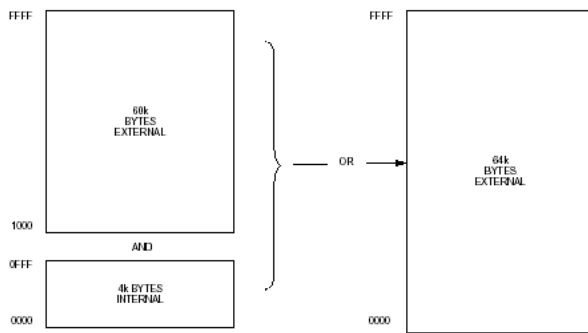 FFFF
60k
BYTES
EXTERNAL
1000
AND
0FFF
4k BYTES
INTERNAL
0000
OR
FFFF
64k
BYTES
EXTERNAL
0000